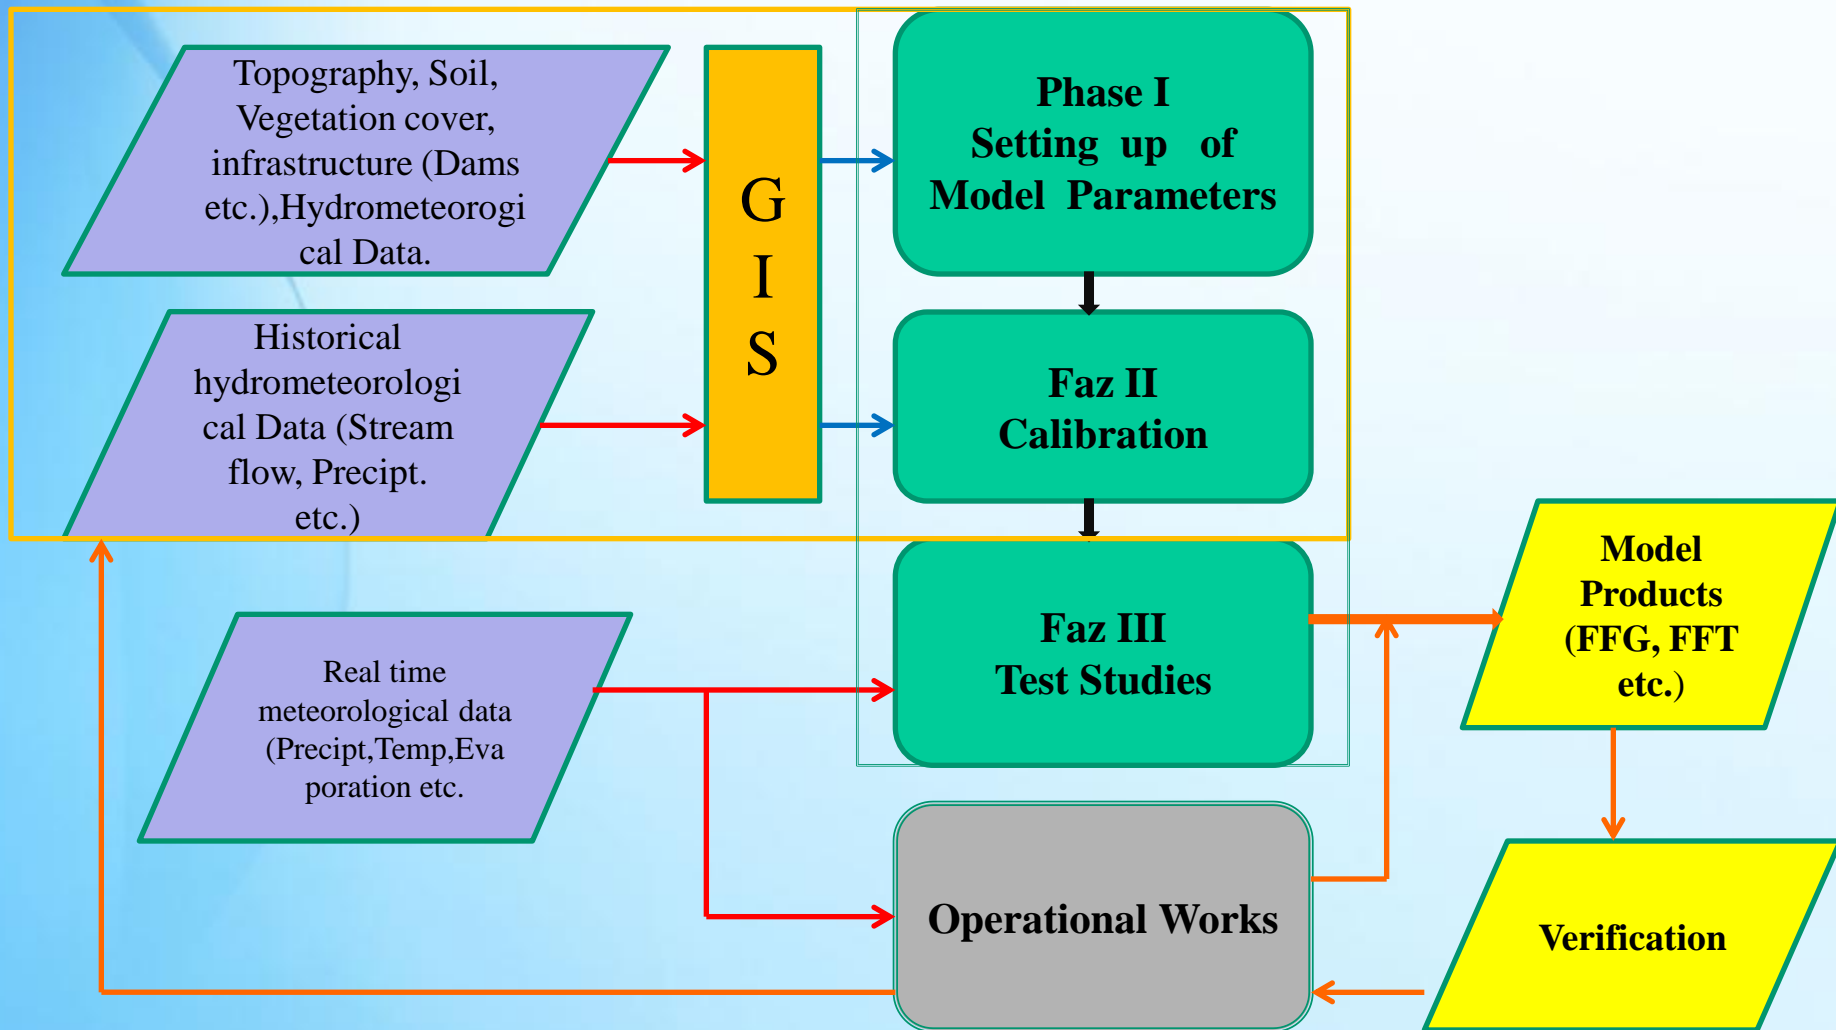 Topography, Soil,
Vegetation cover,
infrastructure (Dams
etc.),Hydrometeorogi
cal Data.
G
I
S
Phase I
Setting up of
Model Parameters
Historical
hydrometeorologi
cal Data (Stream
flow, Precipt.
etc.)
Faz II
Calibration
Faz III
Test Studies
Model
Products
(FFG, FFT
etc.)
Real time
meteorological data
(Precipt,Temp,Eva
poration etc.
Operational Works
Verification